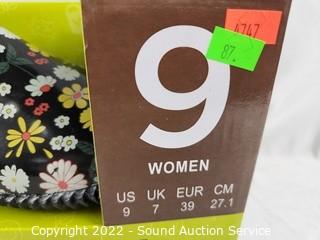 4747
87.
9
WOMEN
US UK EUR CM
9 7 39 27.1
Copyright 2022 - Sound Auction Service